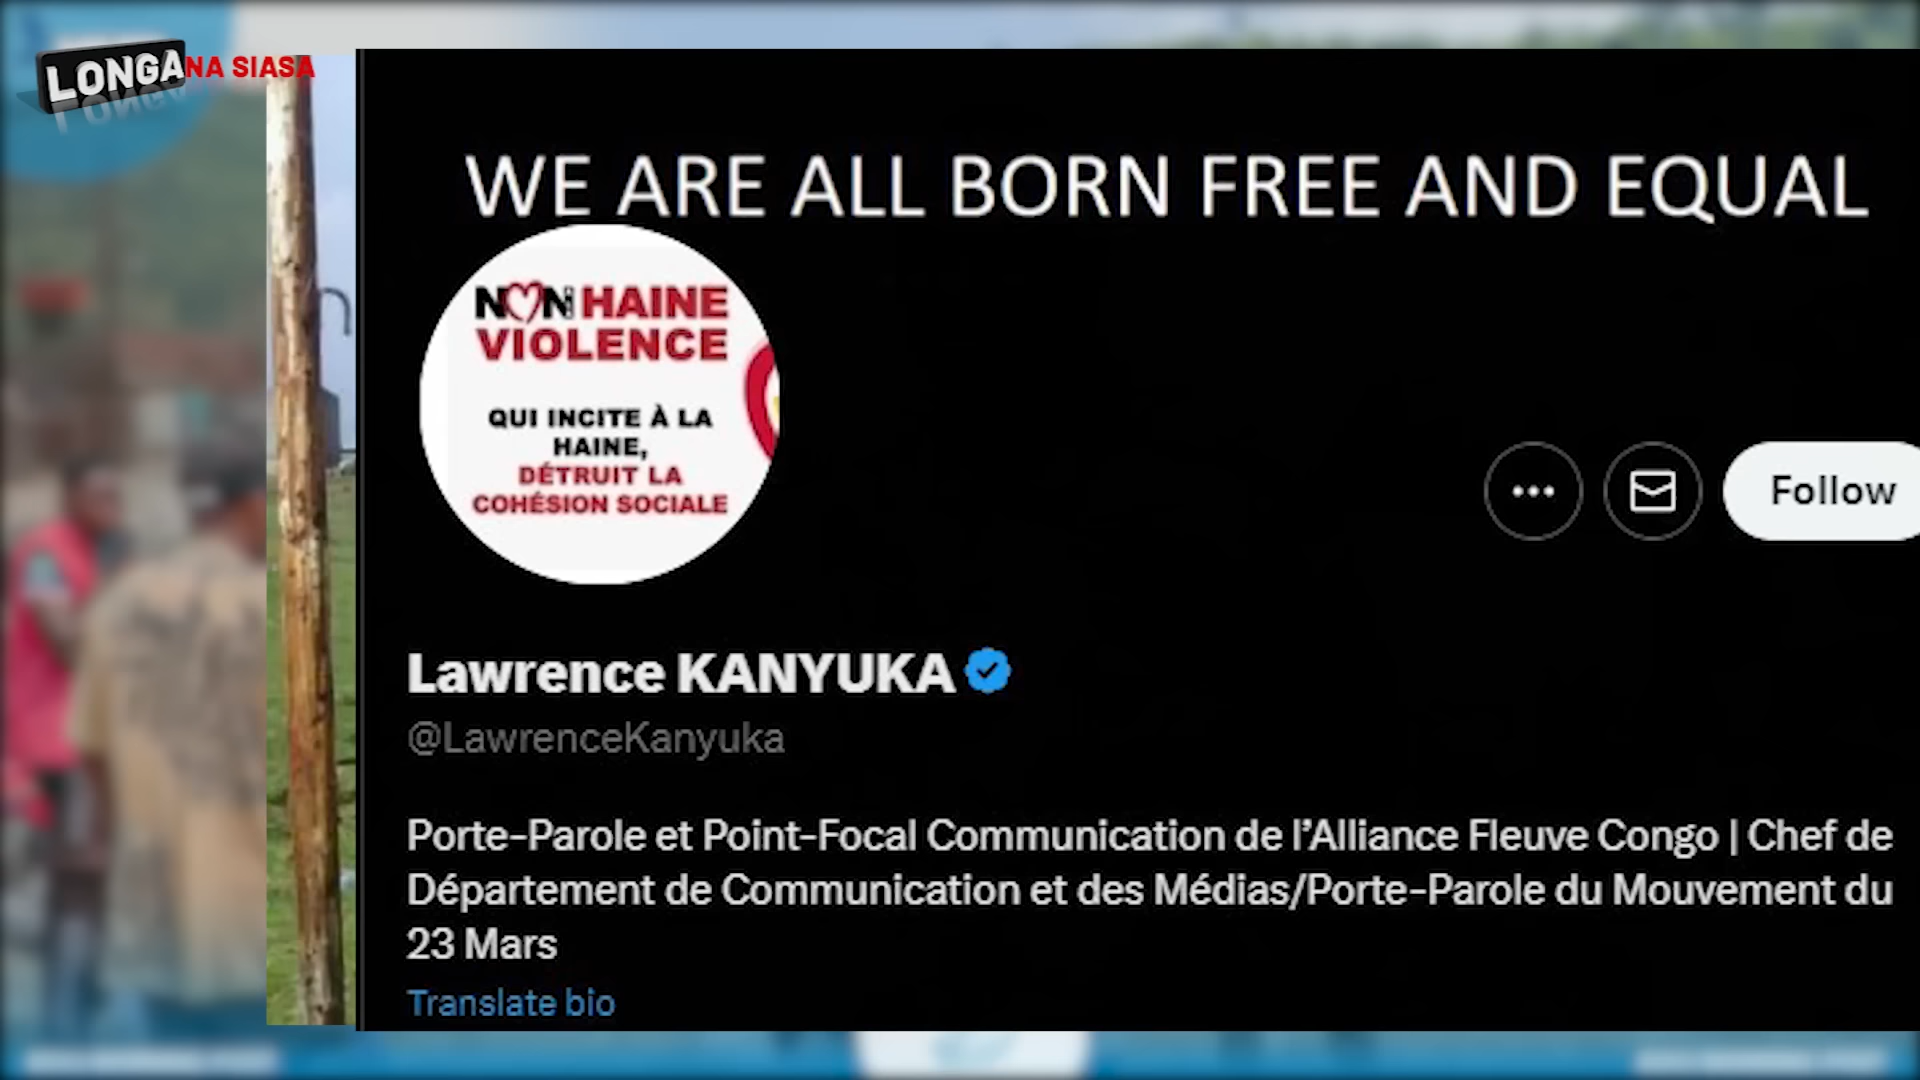 LONGA NA SIASA
WE ARE ALL BORN FREE AND EQUAL
NON HAINE
VIOLENCE
QUI INCITE À LA
HAINE,
DÉTRUIT LA
COHÉSION SOCIALE
Follow
Lawrence KANYUKA
@LawrenceKanyuka
Porte-Parole et Point-Focal Communication de l’Alliance Fleuve Congo | Chef de
Département de Communication et des Médias/Porte-Parole du Mouvement du
23 Mars
Translate bio